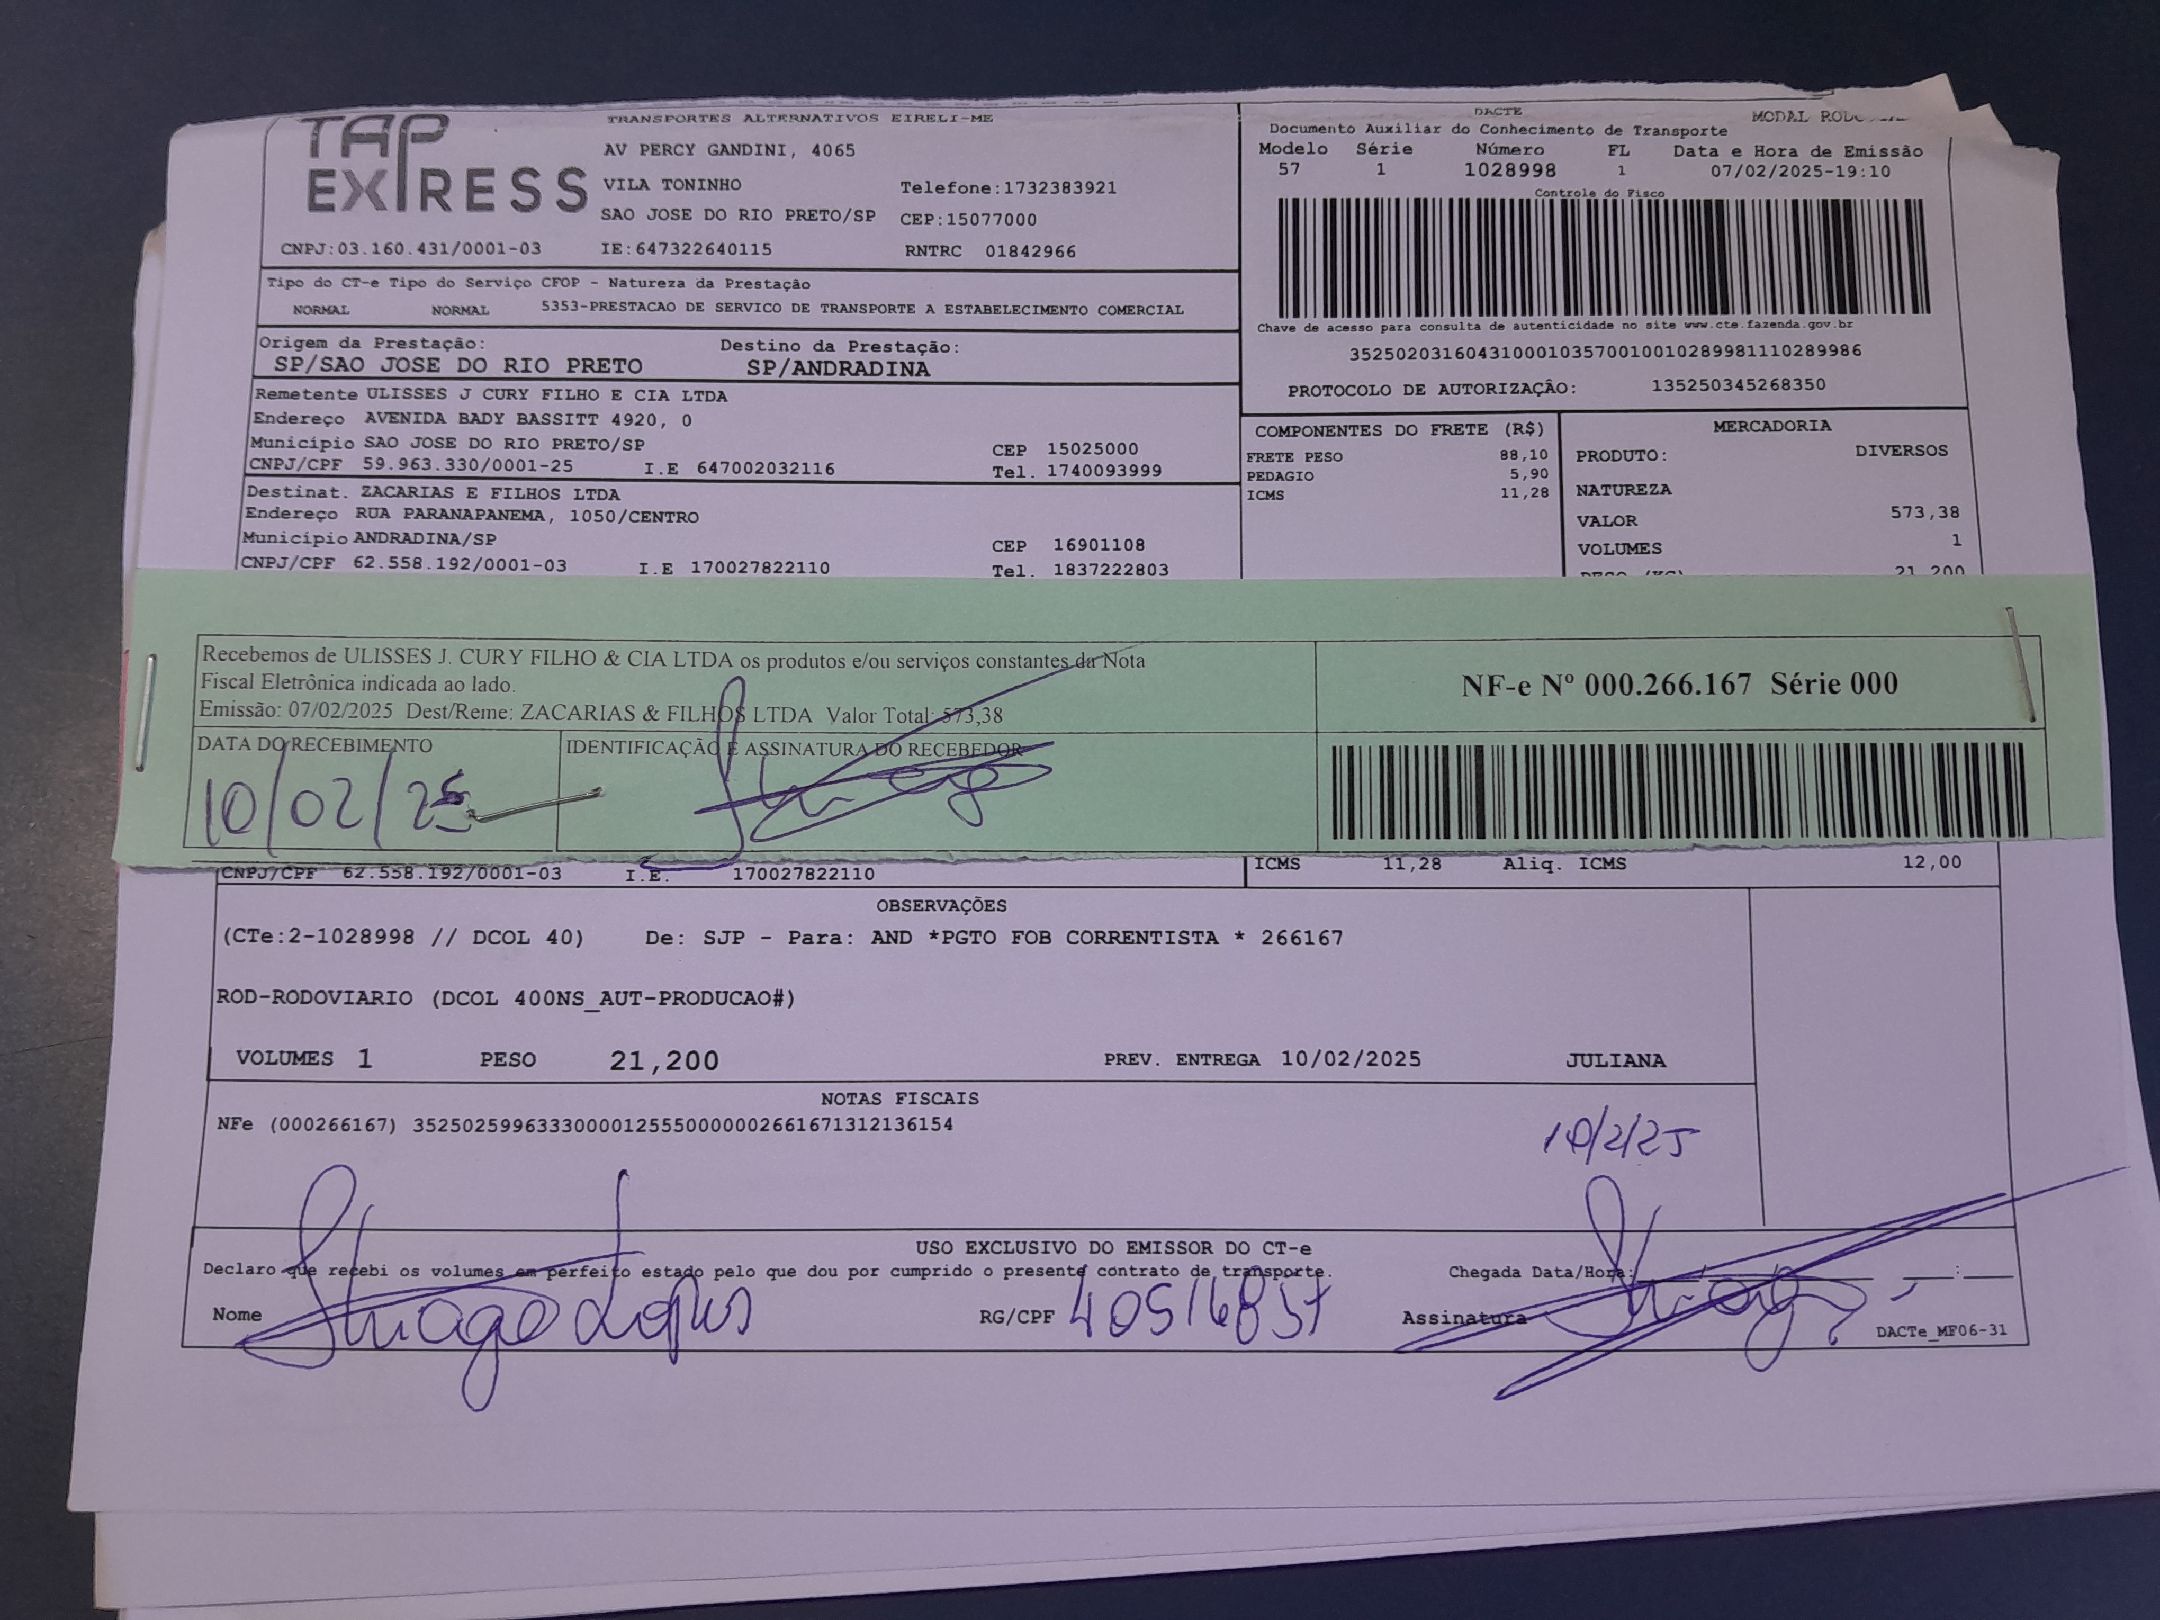 TAP EXPRESS
TRANSPORTES ALTERNATIVOS EIRELI-ME
AV PERCY GANDINI, 4065
VILA TONINHO
Telefone:1732383921
SAO JOSE DO RIO PRETO/SP CEP:15077000
CNPJ:03.160.431/0001-03 IE:647322640115 RNTRC 01842966
DACTE
Documento Auxiliar do Conhecimento de Transporte
Modelo Série Número FL Data e Hora de Emissão
57 1 1028998 1 07/02/2025-19:10
Controle do Fisco
Chave de acesso para consulta de autenticidade no site www.cte.fazenda.gov.br
35250203160431000103570010010289981110289986
PROTOCOLO DE AUTORIZAÇÃO: 135250345268350
Tipo do CT-e Tipo do Serviço CFOP - Natureza da Prestação
NORMAL NORMAL 5353-PRESTACAO DE SERVICO DE TRANSPORTE A ESTABELECIMENTO COMERCIAL
Origem da Prestação: Destino da Prestação:
SP/SAO JOSE DO RIO PRETO SP/ANDRADINA
Remetente ULISSES J CURY FILHO E CIA LTDA
Endereço AVENIDA BADY BASSITT 4920, 0
Município SAO JOSE DO RIO PRETO/SP CEP 15025000
CNPJ/CPF 59.963.330/0001-25 I.E 647002032116 Tel. 1740093999
Destinat. ZACARIAS E FILHOS LTDA
Endereço RUA PARANAPANEMA, 1050/CENTRO
Município ANDRADINA/SP CEP 16901108
CNPJ/CPF 62.558.192/0001-03 I.E 170027822110 Tel. 1837222803
COMPONENTES DO FRETE (R$)
FRETE PESO 88,10
PEDAGIO 5,90
ICMS 11,28
MERCADORIA
PRODUTO: DIVERSOS
NATUREZA
VALOR 573,38
VOLUMES 1
PESO (KG) 21,200
Recebemos de ULISSES J. CURY FILHO & CIA LTDA os produtos e/ou serviços constantes da Nota
Fiscal Eletrônica indicada ao lado.
Emissão: 07/02/2025 Dest/Reme: ZACARIAS & FILHOS LTDA Valor Total: 573,38
NF-e Nº 000.266.167 Série 000
DATA DO RECEBIMENTO IDENTIFICAÇÃO E ASSINATURA DO RECEBEDOR
10/02/25 Thiago
CNPJ/CPF 62.558.192/0001-03 I.E. 170027822110
ICMS 11,28 Aliq. ICMS 12,00
OBSERVAÇÕES
(CTe:2-1028998 // DCOL 40) De: SJP - Para: AND *PGTO FOB CORRENTISTA * 266167
ROD-RODOVIARIO (DCOL 400NS_AUT-PRODUCAO#)
VOLUMES 1 PESO 21,200 PREV. ENTREGA 10/02/2025 JULIANA
NOTAS FISCAIS
NFe (000266167) 35250259963330000125550000002661671312136154
10/2/25
USO EXCLUSIVO DO EMISSOR DO CT-e
Declaro que recebi os volumes em perfeito estado pelo que dou por cumprido o presente contrato de transporte.
Chegada Data/Hora:
Nome Thiago Lopes RG/CPF 40516857 Assinatura Thiago
DACTe_MF06-31